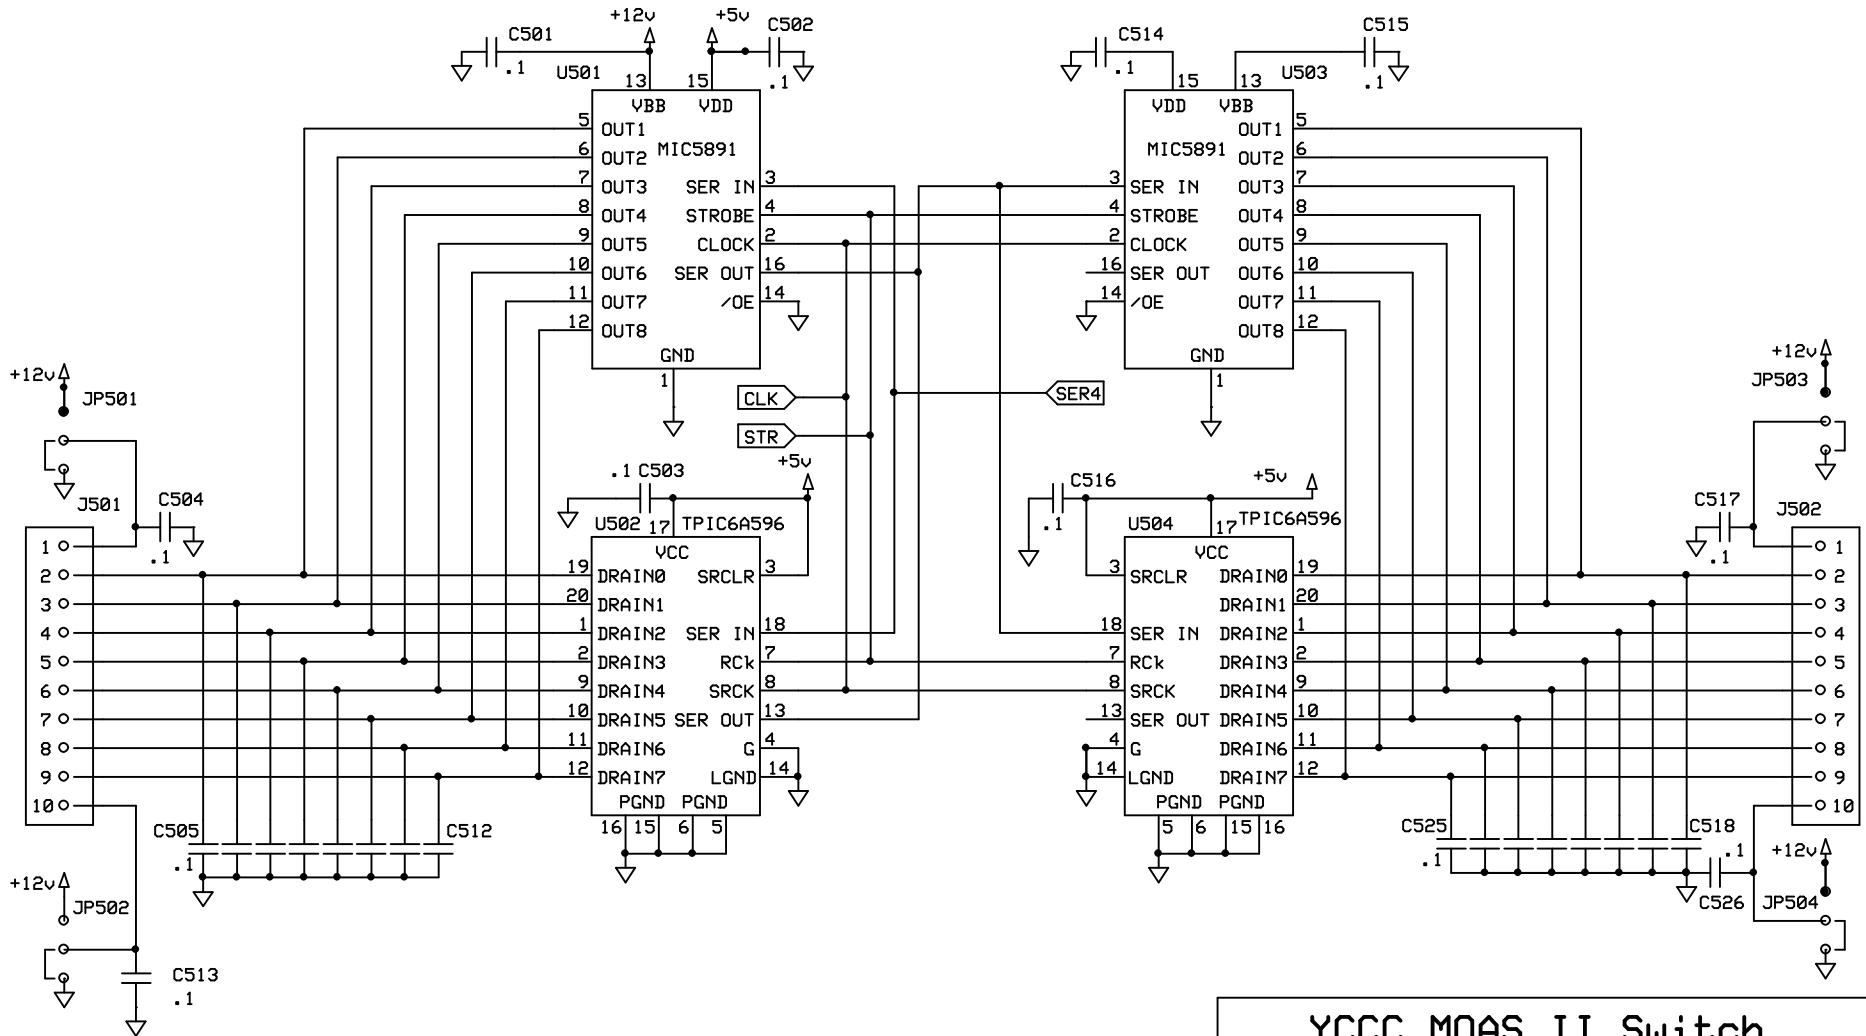 +12v +5v
C501 C502 C514 C515
.1 U501 .1 .1 U503 .1
13 15 15 13
VBB VDD VDD VBB
MIC5891 MIC5891
5 OUT1 OUT1 5
6 OUT2 OUT2 6
7 OUT3 SER IN 3 3 SER IN OUT3 7
8 OUT4 STROBE 4 4 STROBE OUT4 8
9 OUT5 CLOCK 2 2 CLOCK OUT5 9
10 OUT6 SER OUT 16 16 SER OUT OUT6 10
11 OUT7 /OE 14 14 /OE OUT7 11
12 OUT8 OUT8 12
GND GND
1 1
+12v JP501 CLK SER4 +12v JP503
STR
+5v +5v
.1 C503 C516 .1
J501 C504 .1 C517 .1 J502
U502 17 TPIC6A596 U504 17 TPIC6A596
VCC VCC
1 1
2 19 DRAIN0 SRCLR 3 3 SRCLR DRAIN0 19 2
3 20 DRAIN1 DRAIN1 20 3
4 1 DRAIN2 SER IN 18 18 SER IN DRAIN2 1 4
5 2 DRAIN3 RCk 7 7 RCk DRAIN3 2 5
6 9 DRAIN4 SRCK 8 8 SRCK DRAIN4 9 6
7 10 DRAIN5 SER OUT 13 13 SER OUT DRAIN5 10 7
8 11 DRAIN6 G 4 4 G DRAIN6 11 8
9 12 DRAIN7 LGND 14 14 LGND DRAIN7 12 9
10 PGND PGND PGND PGND 10
16 15 6 5 5 6 15 16
C505 C512 C525 C518
.1 .1 .1
+12v JP502 C526 +12v JP504
C513
.1
YCCC MOAS II Switch